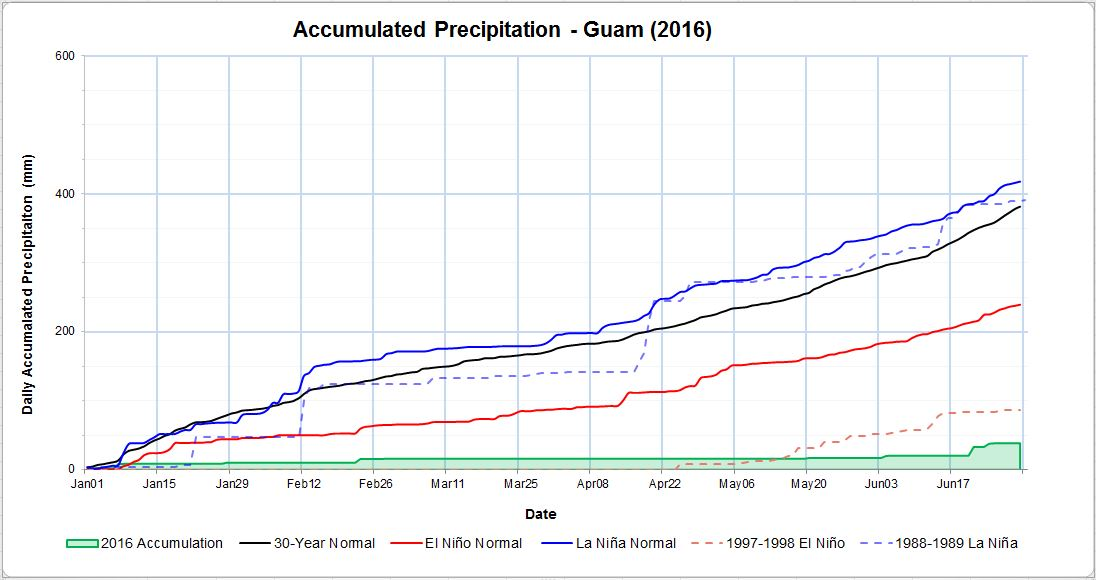 Accumulated Precipitation - Guam (2016)
Daily Accumalated Precipitaiton (mm)
600
400
200
0
Jan01 Jan15 Jan29 Feb12 Feb26 Mar11 Mar25 Apr08 Apr22 May06 May20 Jun03 Jun17
Date
2016 Accumulation 30-Year Normal El Niño Normal La Niña Normal 1997-1998 El Niño 1988-1989 La Niña